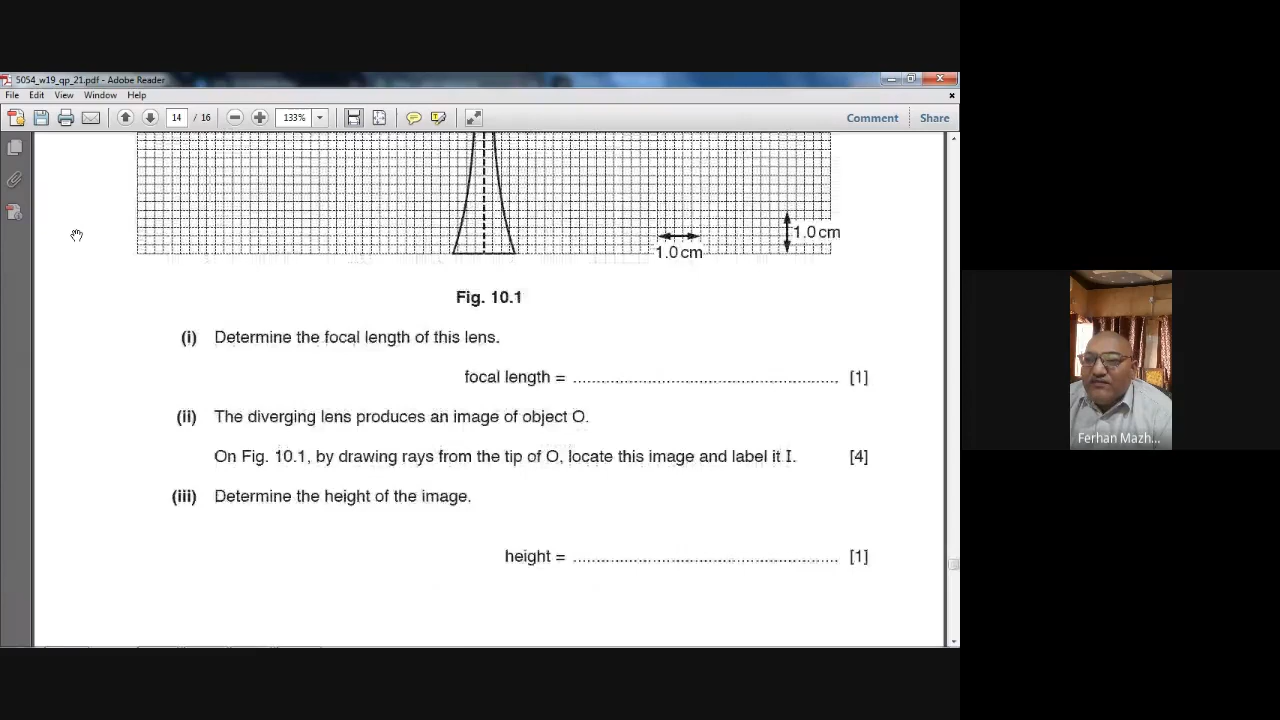 5054_w19_qp_21.pdf - Adobe Reader
File Edit View Window Help
14 / 16 133% Comment Share
1.0 cm
1.0 cm
Fig. 10.1
(i) Determine the focal length of this lens.
focal length = ................................................... [1]
(ii) The diverging lens produces an image of object O.
On Fig. 10.1, by drawing rays from the tip of O, locate this image and label it I. [4]
(iii) Determine the height of the image.
height = ................................................... [1]
Ferhan Mazh...